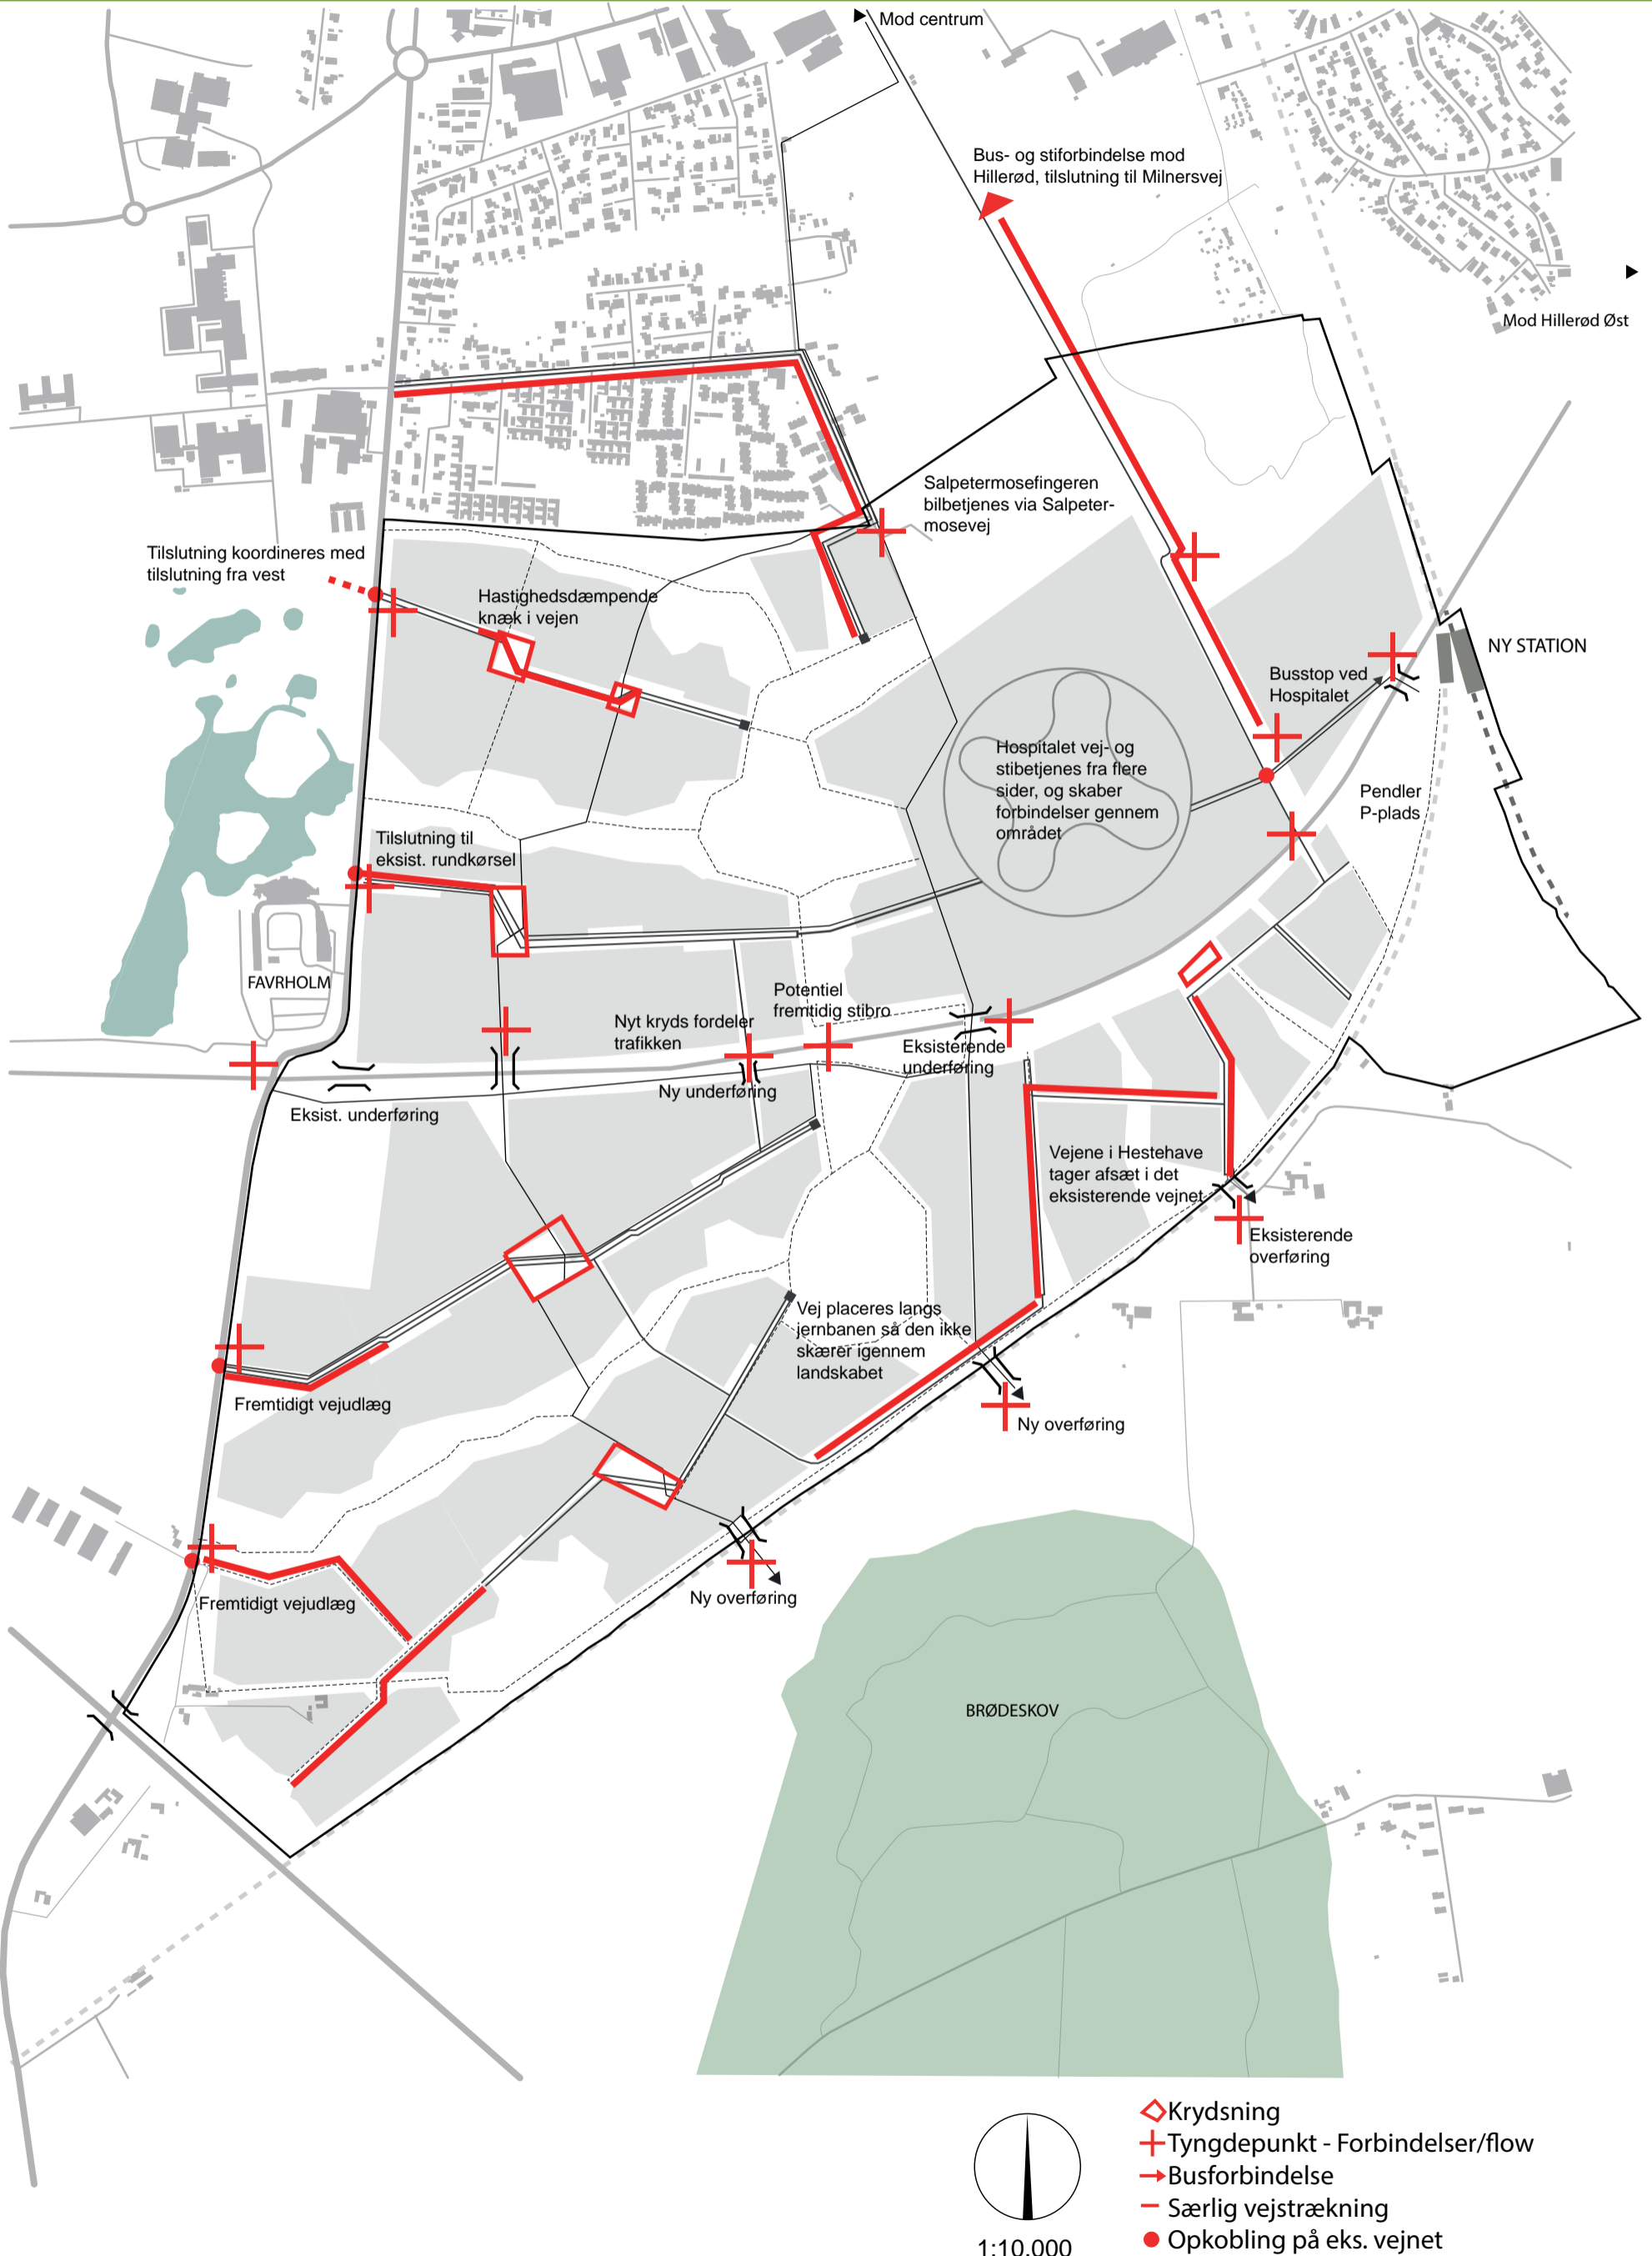 Mod centrum
Bus- og stiforbindelse mod
Hillerød, tilslutning til Milnersvej
Mod Hillerød Øst
Salpetermosefingeren
bilbetjenes via Salpeter-
mosevej
Tilslutning koordineres med
tilslutning fra vest
Hastighedsdæmpende
knæk i vejen
NY STATION
Busstop ved
Hospitalet
Hospitalet vej- og
stibetjenes fra flere
sider, og skaber
forbindelser gennem
området
Pendler
P-plads
Tilslutning til
eksist. rundkørsel
FAVRHOLM
Potentiel
fremtidig stibro
Nyt kryds fordeler
trafikken
Eksisterende
underføring
Ny underføring
Eksist. underføring
Vejene i Hestehave
tager afsæt i det
eksisterende vejnet
Eksisterende
overføring
Vej placeres langs
jernbanen så den ikke
skærer igennem
landskabet
Fremtidigt vejudlæg
Ny overføring
Ny overføring
Fremtidigt vejudlæg
BRØDESKOV
Krydsning
Tyngdepunkt - Forbindelser/flow
Busforbindelse
Særlig vejstrækning
Opkobling på eks. vejnet
1:10.000